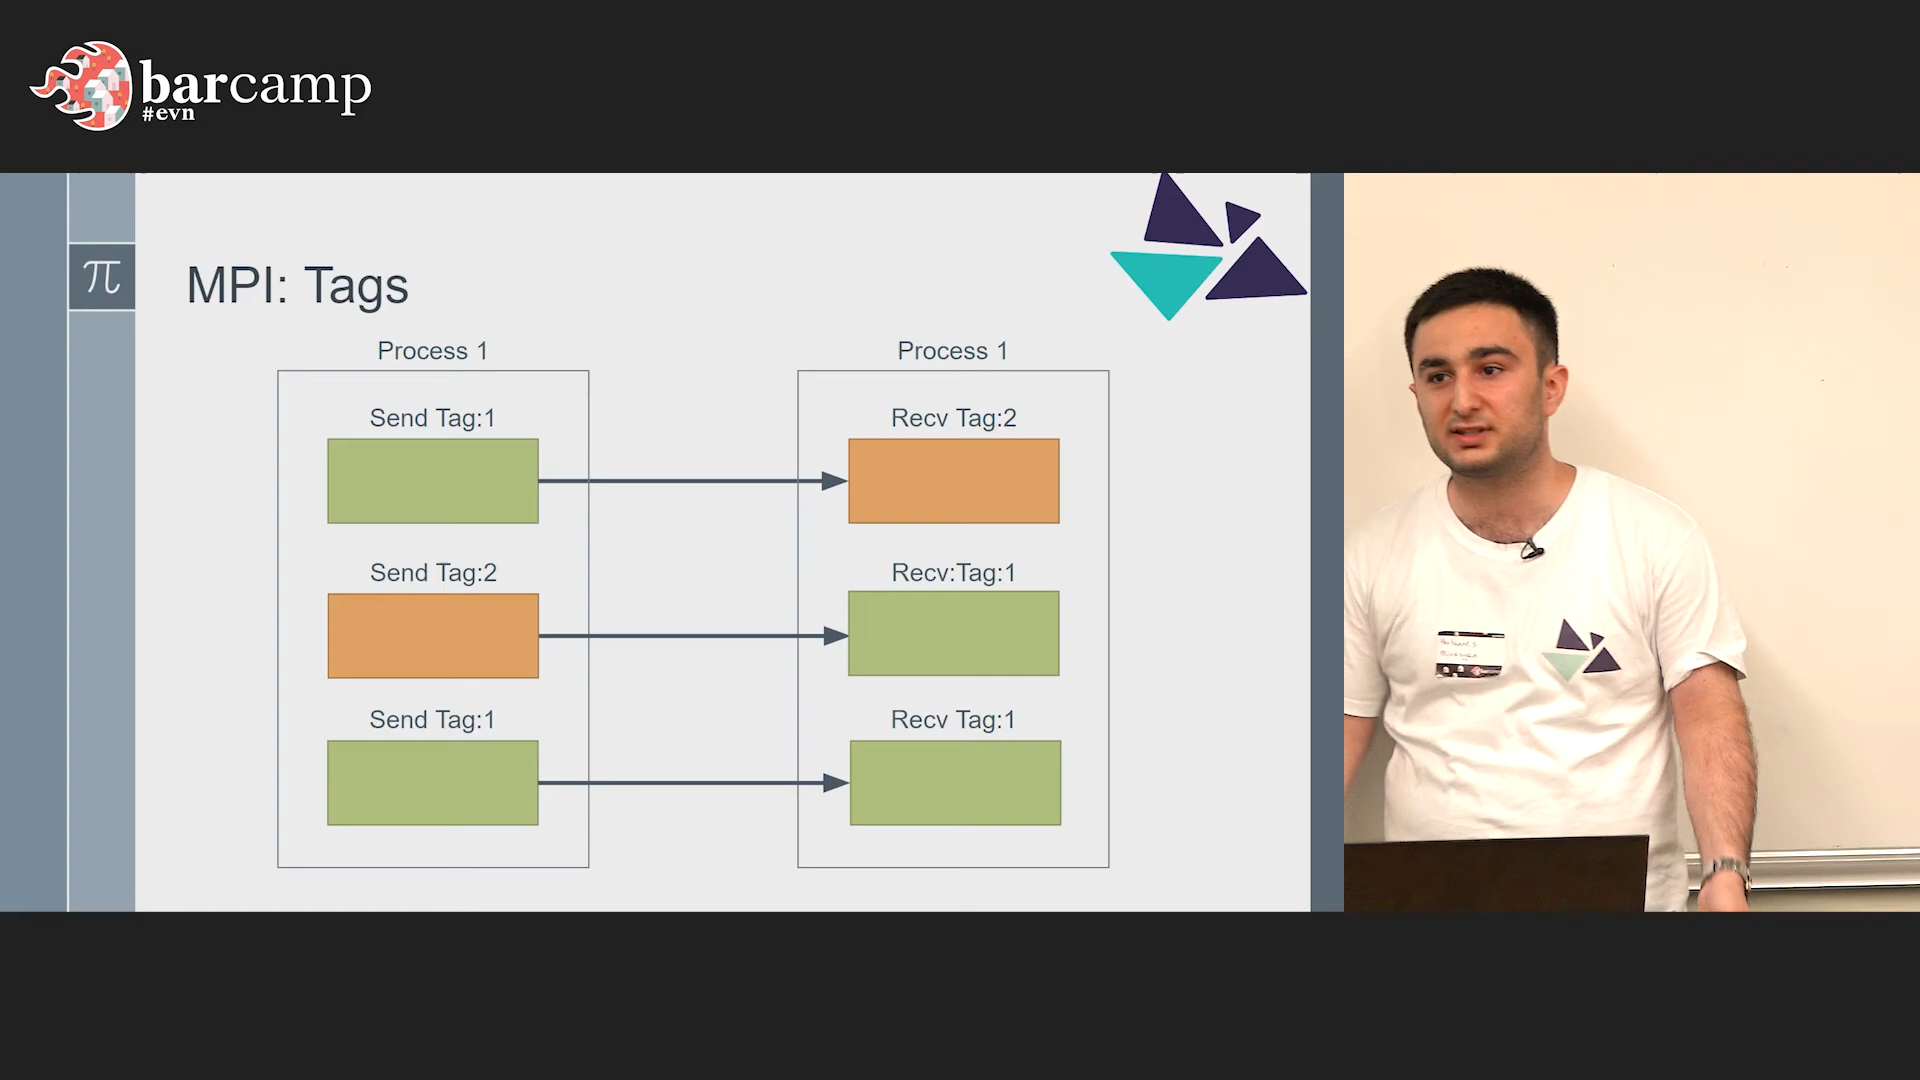 barcamp
#evn
π
MPI: Tags
Process 1
Send Tag:1
Send Tag:2
Send Tag:1
Process 1
Recv Tag:2
Recv:Tag:1
Recv Tag:1